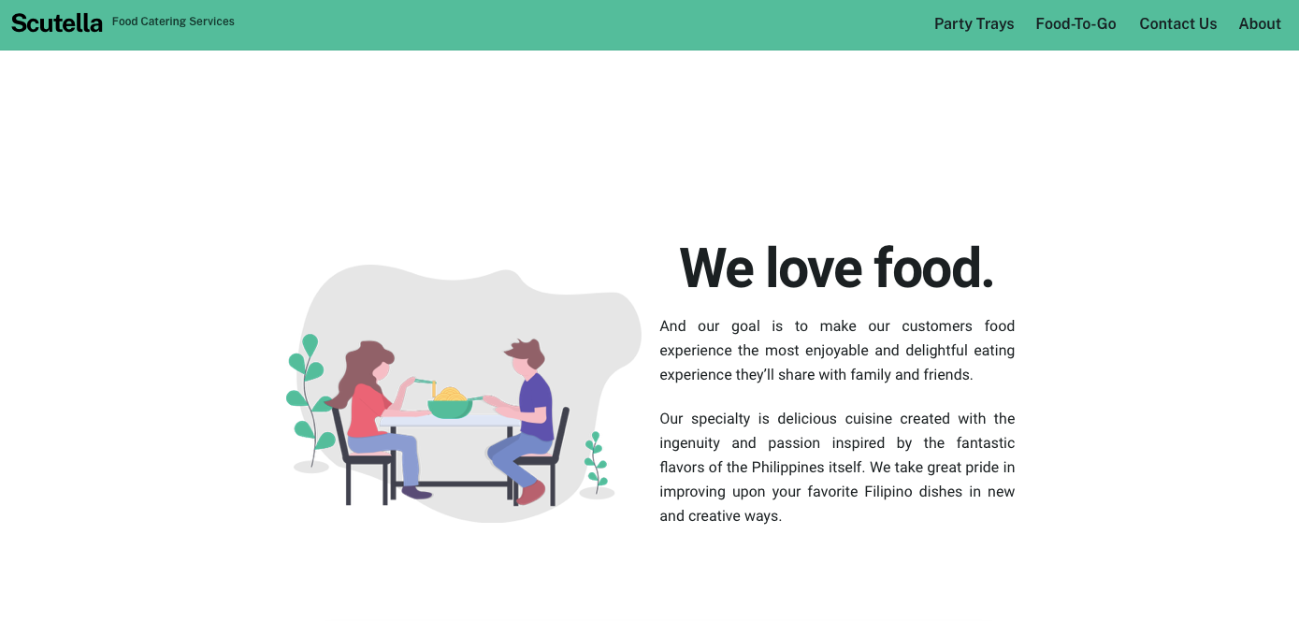 Scutella Food Catering Services Party Trays Food-To-Go Contact Us About
We love food.
And our goal is to make our customers food
experience the most enjoyable and delightful eating
experience they’ll share with family and friends.
Our specialty is delicious cuisine created with the
ingenuity and passion inspired by the fantastic
flavors of the Philippines itself. We take great pride in
improving upon your favorite Filipino dishes in new
and creative ways.